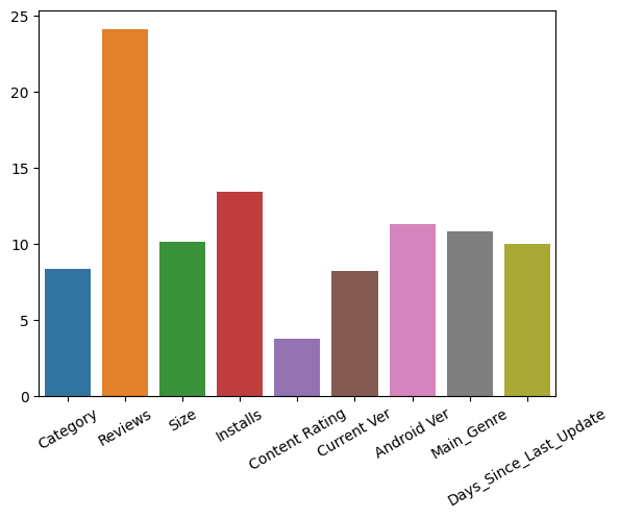 25
20
15
10
5
0
Category
Reviews
Size
Installs
Content Rating
Current Ver
Android Ver
Main_Genre
Days_Since_Last_Update